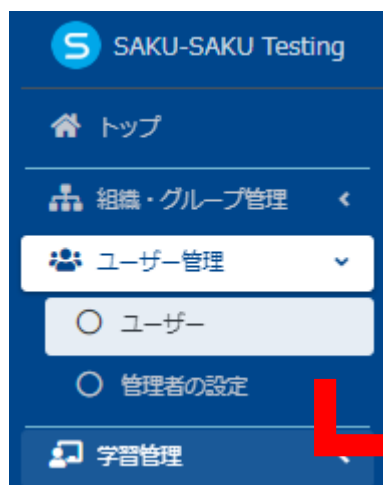 S SAKU-SAKU Testing
トップ
組織・グループ管理
ユーザー管理
ユーザー
管理者の設定
学習管理